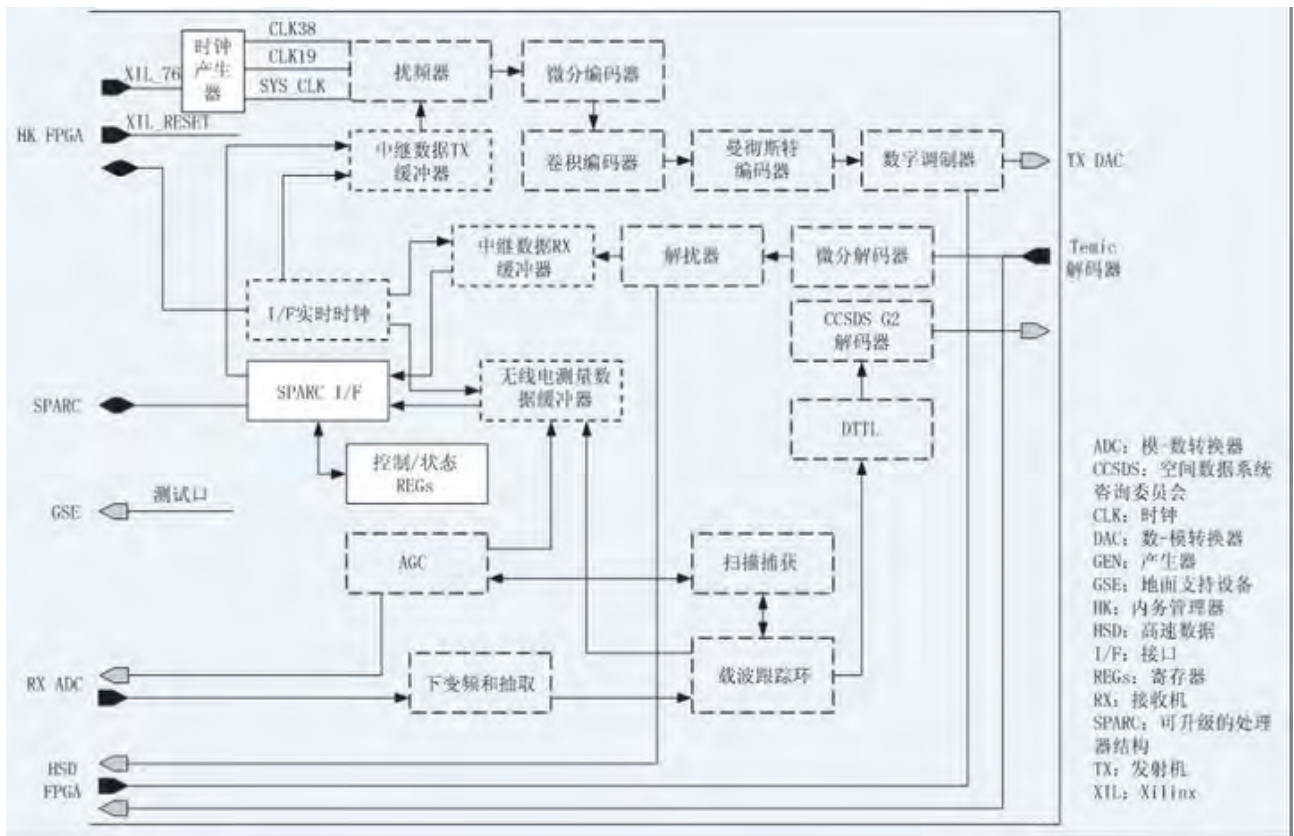 CLK38
时钟
产生
器
CLK19
XIL_76
SYS_CLK
扰频器
微分编码器
HK FPGA
XIL_RESET
中继数据TX
缓冲器
卷积编码器
曼彻斯特
编码器
数字调制器
TX DAC
中继数据RX
缓冲器
解扰器
微分解码器
Temic
解码器
I/F实时时钟
CCSDS G2
解码器
SPARC
SPARC I/F
无线电测量数
据缓冲器
DTTL
控制/状态
REGs
GSE
测试口
AGC
扫描捕获
RX ADC
下变频和抽取
载波跟踪环
HSD
FPGA
ADC：模-数转换器
CCSDS：空间数据系统
咨询委员会
CLK：时钟
DAC：数-模转换器
GEN：产生器
GSE：地面支持设备
HK：内务管理器
HSD：高速数据
I/F：接口
REGs：寄存器
RX：接收机
SPARC：可升级的处理
器结构
TX：发射机
XIL：Xilinx